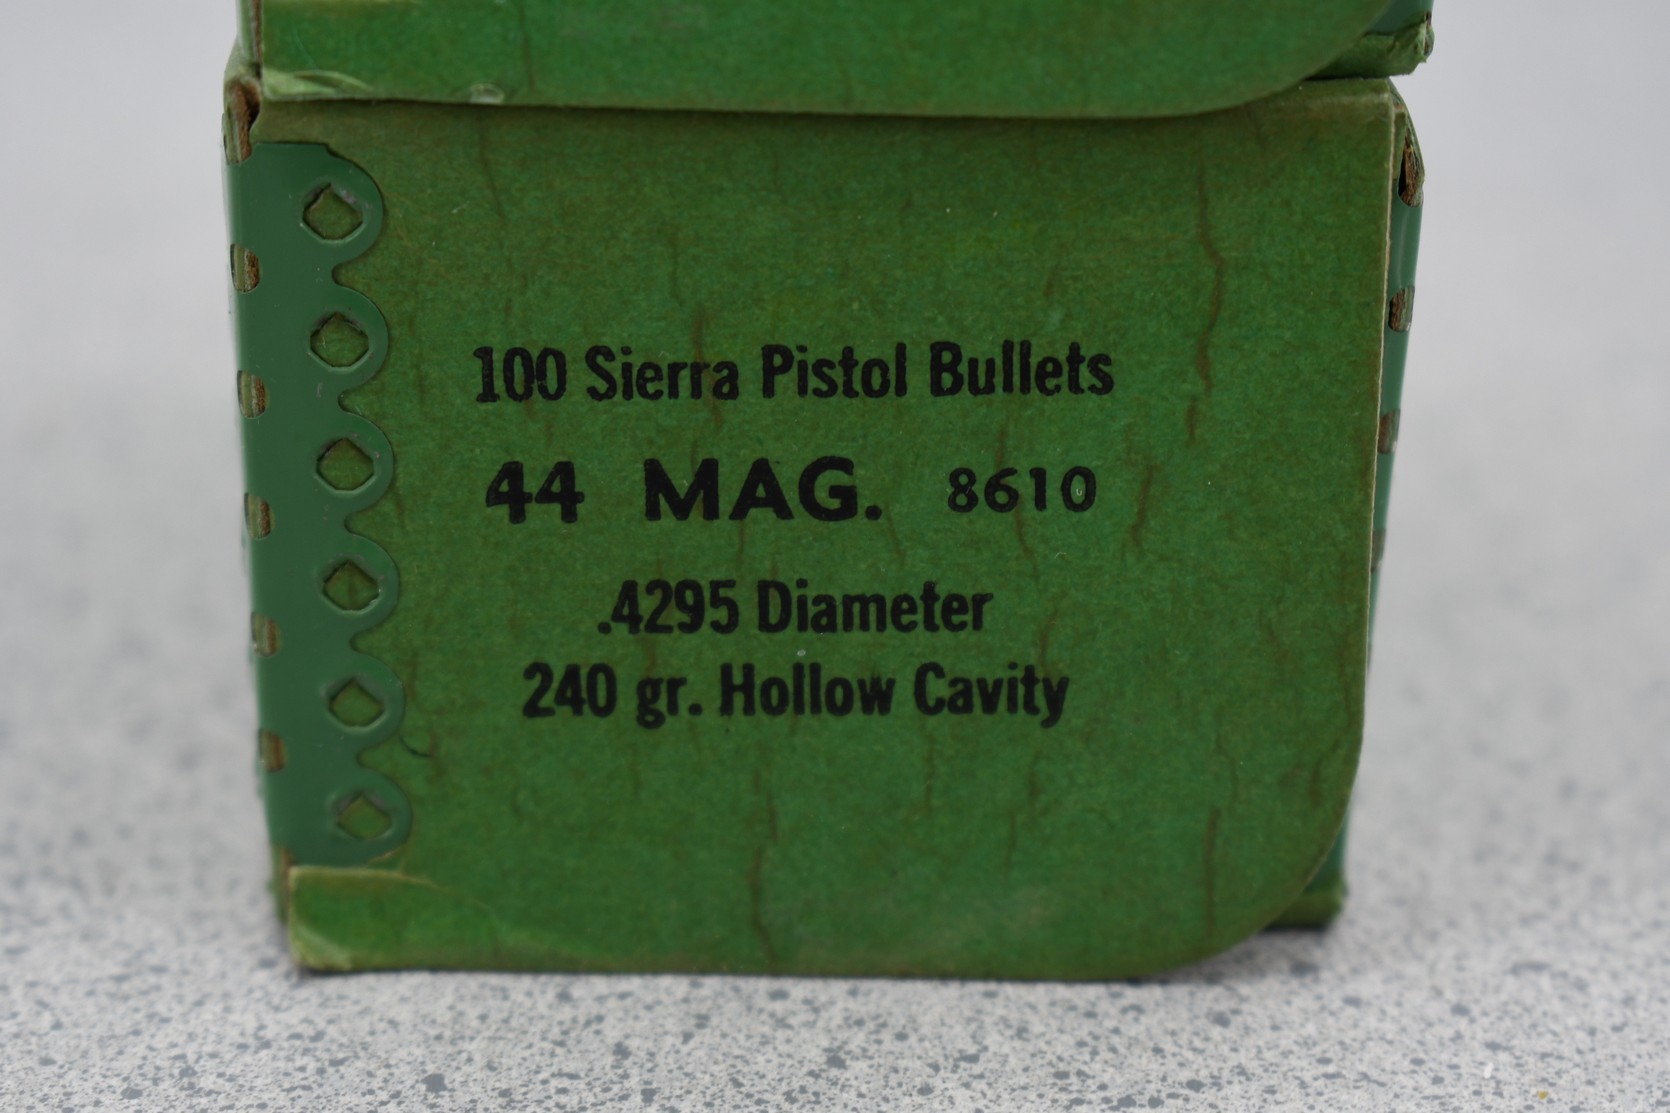 100 Sierra Pistol Bullets
44 MAG. 8610
.4295 Diameter
240 gr. Hollow Cavity